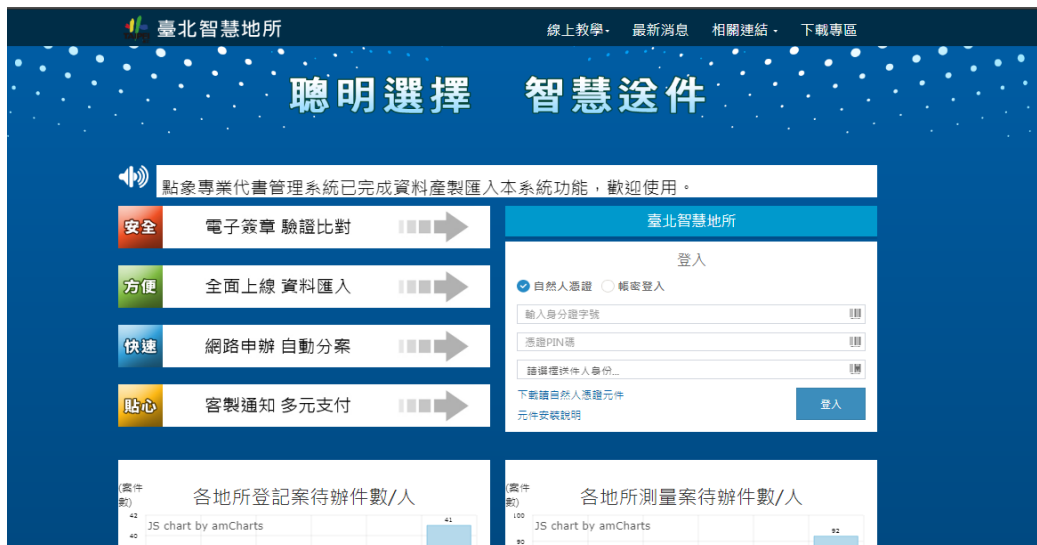 臺北智慧地所
線上教學 最新消息 相關連結 下載專區
聰明選擇 智慧送件
點象專業代書管理系統已完成資料產製匯入本系統功能，歡迎使用。
安全 電子簽章 驗證比對
方便 全面上線 資料匯入
快速 網路申辦 自動分案
貼心 客製通知 多元支付
臺北智慧地所
登入
自然人憑證 帳密登入
輸入身分證字號
憑證PIN碼
請選擇送件人身份...
下載讀自然人憑證元件
元件安裝說明
登入
(案件數)
各地所登記案待辦件數/人
42
JS chart by amCharts
41
40
(案件數)
各地所測量案待辦件數/人
100
JS chart by amCharts
92
90